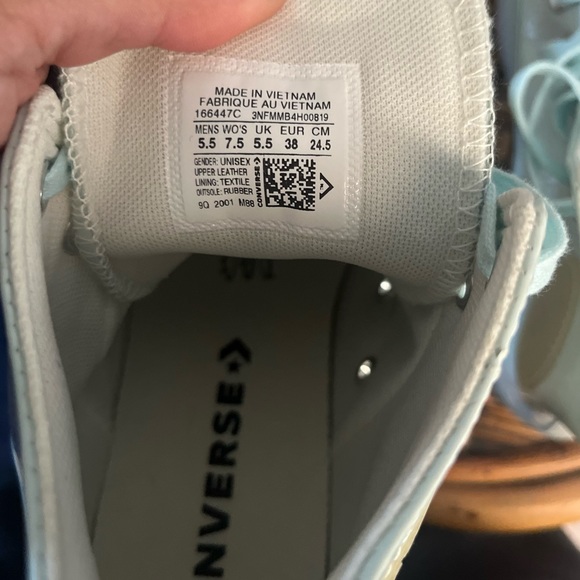 MADE IN VIETNAM
FABRIQUE AU VIETNAM
166447C 3NFMMB4H00819
MENS WO'S UK EUR CM
5.5 7.5 5.5 38 24.5
GENDER: UNISEX
UPPER LEATHER
LINING: TEXTILE
OUTSOLE: RUBBER
9Q 2001 M88
CONVERSE
NVERSE